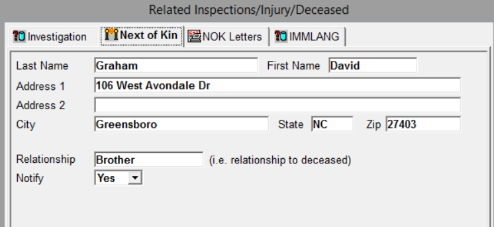 Related Inspections/Injury/Deceased
Investigation Next of Kin NOK Letters IMMLANG
Last Name Graham First Name David
Address 1 106 West Avondale Dr
Address 2
City Greensboro State NC Zip 27403
Relationship Brother (i.e. relationship to deceased)
Notify Yes